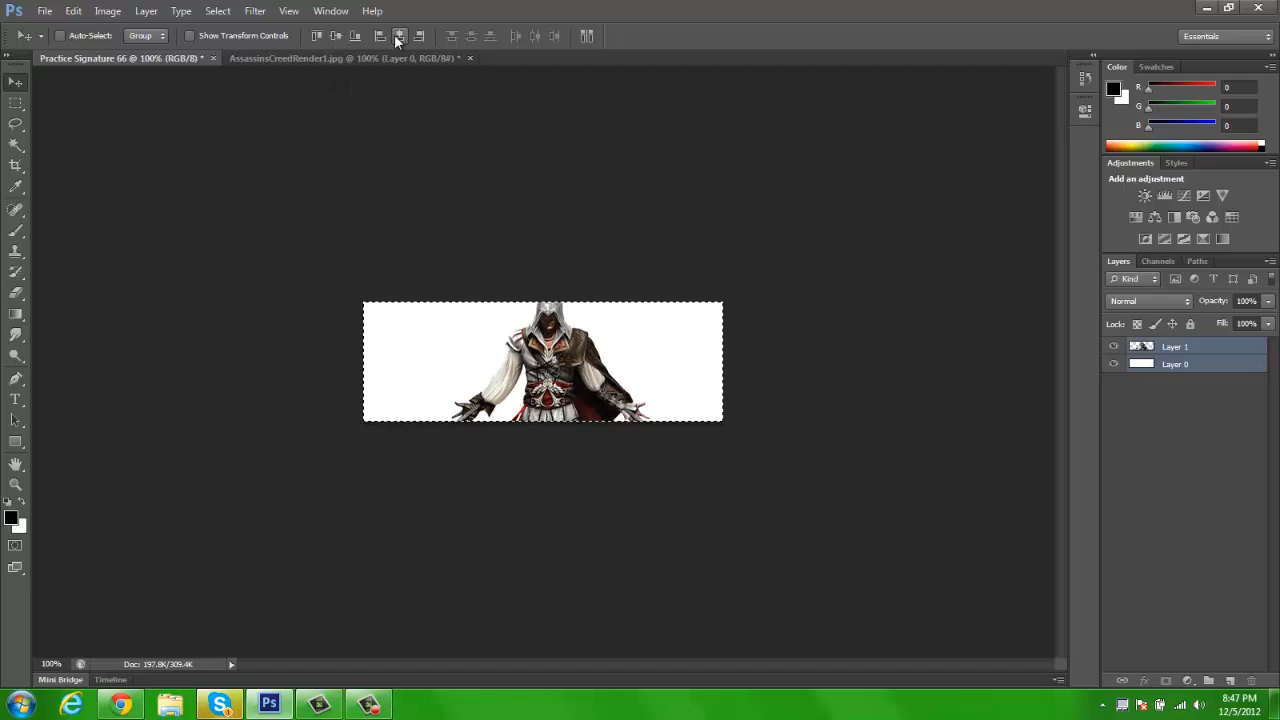 Ps File Edit Image Layer Type Select Filter View Window Help
Auto-Select: Group Show Transform Controls Essentials
Practice Signature 66 @ 100% (RGB/8) * × AssassinsCreedRender1.jpg @ 100% (Layer 0, RGB/8#) * ×
Color Swatches
R 0
G 0
B 0
Adjustments Styles
Add an adjustment
Layers Channels Paths
Kind
Normal Opacity: 100%
Lock: Fill: 100%
Layer 1
Layer 0
100% Doc: 197.8K/309.4K
Mini Bridge Timeline
8:47 PM
12/5/2012